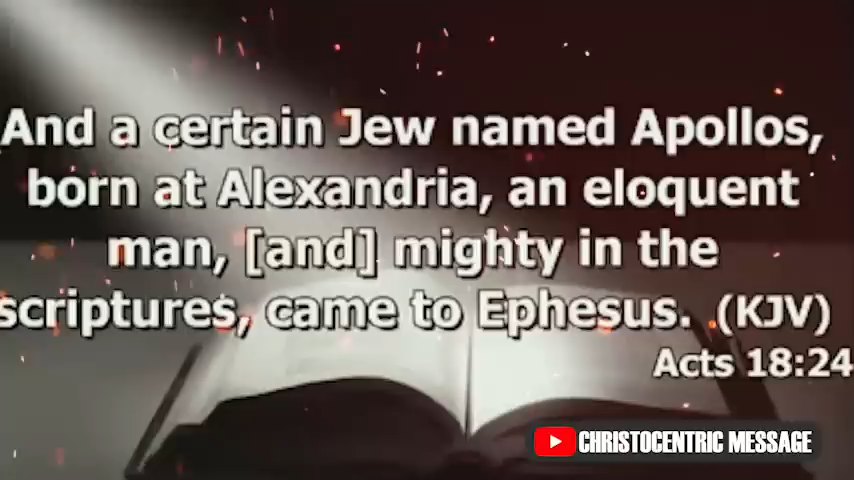 And a certain Jew named Apollos,
born at Alexandria, an eloquent
man, [and] mighty in the
scriptures, came to Ephesus. (KJV)
Acts 18:24
CHRISTOCENTRIC MESSAGE